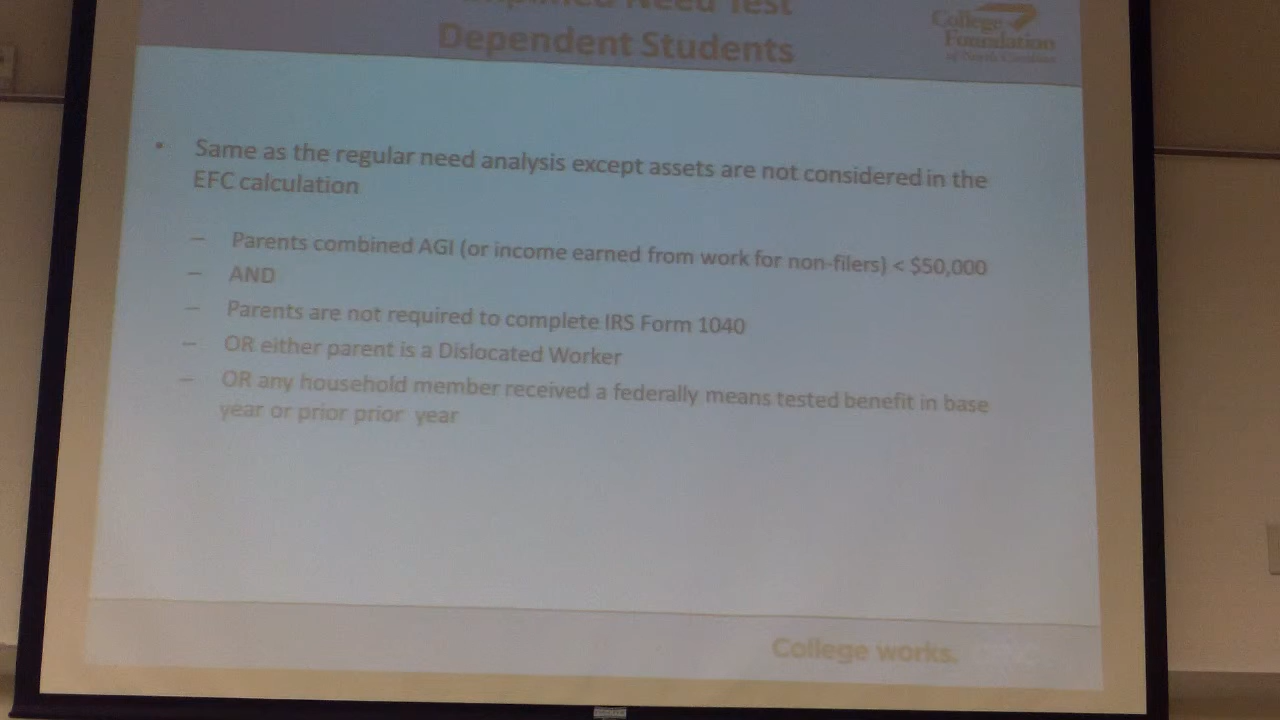 Need Test
Dependent Students
College
Foundation
• Same as the regular need analysis except assets are not considered in the
EFC calculation
– Parents combined AGI (or income earned from work for non-filers) < $50,000
– AND
– Parents are not required to complete IRS Form 1040
– OR either parent is a Dislocated Worker
– OR any household member received a federally means tested benefit in base
year or prior prior year
College works.